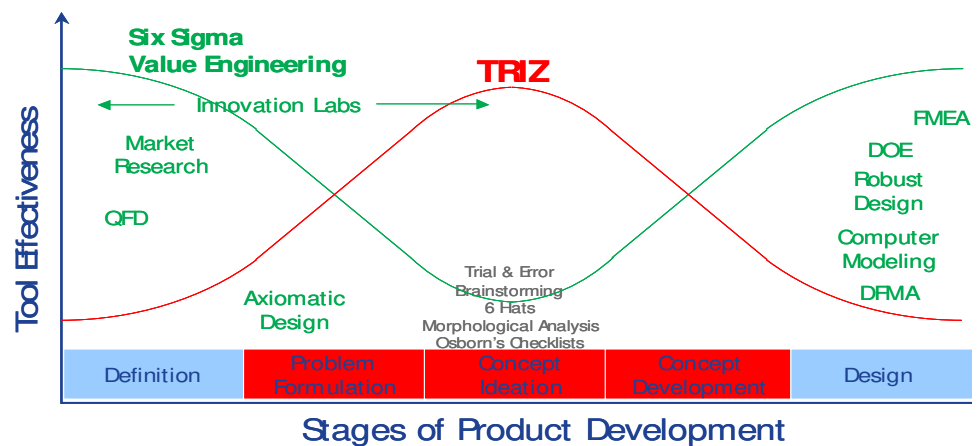 Six Sigma
Value Engineering
TRIZ
Innovation Labs
Market
Research
QFD
Axiomatic
Design
Trial & Error
Brainstorming
6 Hats
Morphological Analysis
Osborn's Checklists
FMEA
DOE
Robust
Design
Computer
Modeling
DFMA
Tool Effectiveness
Definition
Problem
Formulation
Concept
Ideation
Concept
Development
Design
Stages of Product Development